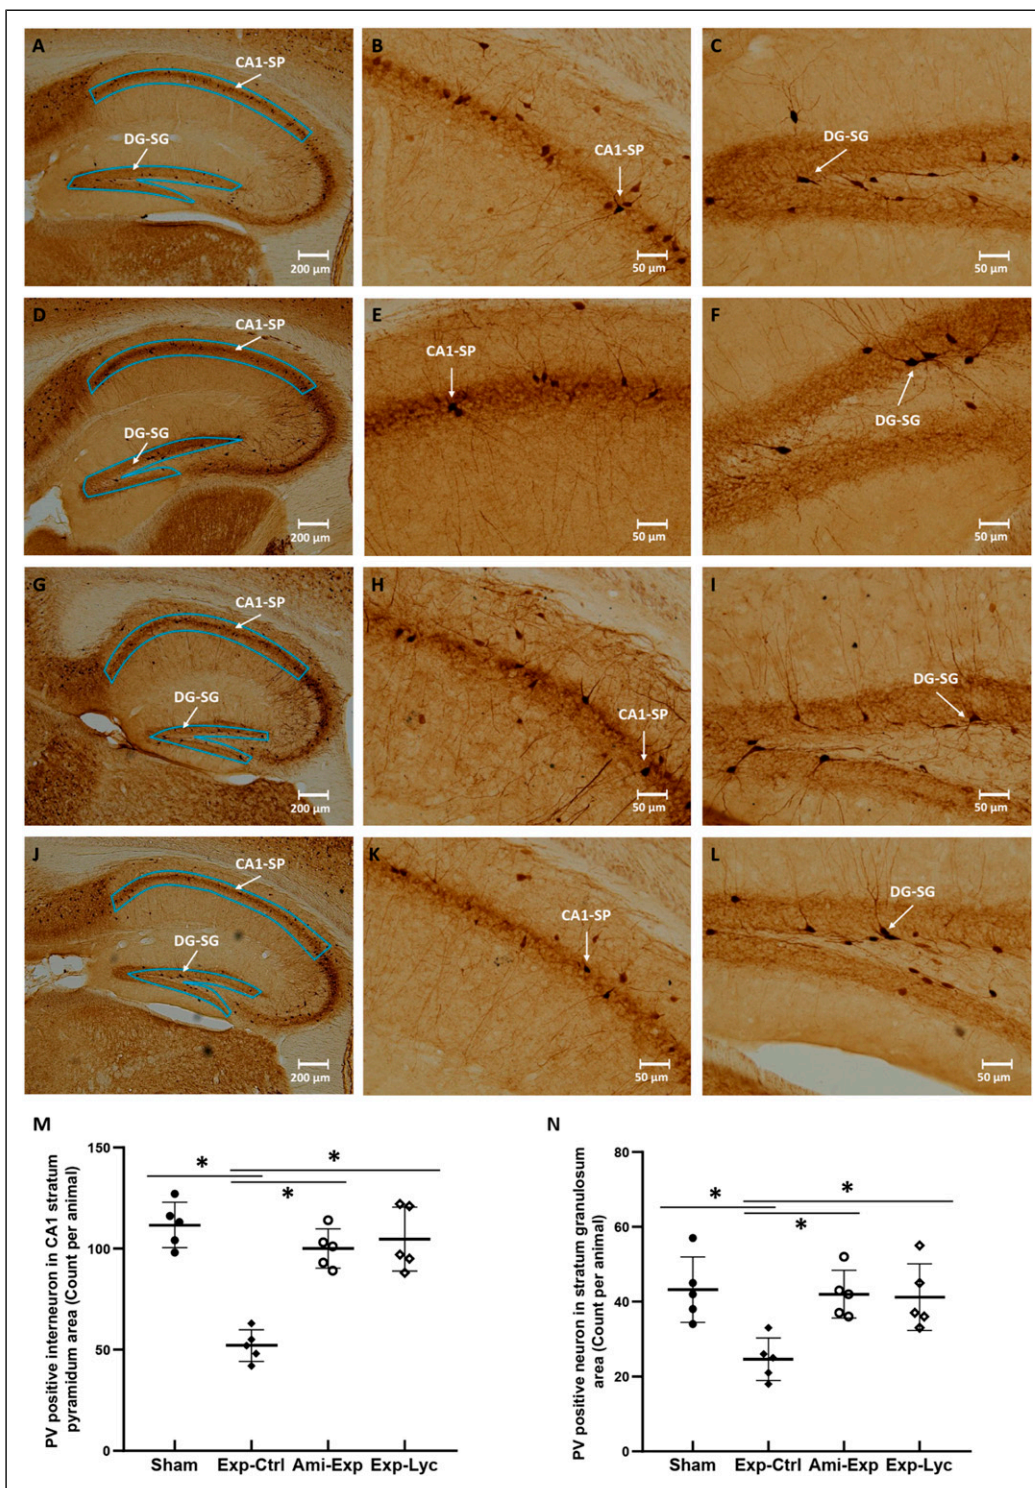 A
CA1-SP
DG-SG
200 µm
B
CA1-SP
50 µm
C
DG-SG
50 µm
D
CA1-SP
DG-SG
200 µm
E
CA1-SP
50 µm
F
DG-SG
50 µm
G
CA1-SP
DG-SG
200 µm
H
CA1-SP
50 µm
I
DG-SG
50 µm
J
CA1-SP
DG-SG
200 µm
K
CA1-SP
50 µm
L
DG-SG
50 µm
M
PV positive interneuron in CA1 stratum
pyramidum area (Count per animal)
150
100
50
0
*
*
*
Sham Exp-Ctrl Ami-Exp Exp-Lyc
N
PV positive neuron in stratum granulosum
area (Count per animal)
80
60
40
20
0
*
*
*
Sham Exp-Ctrl Ami-Exp Exp-Lyc